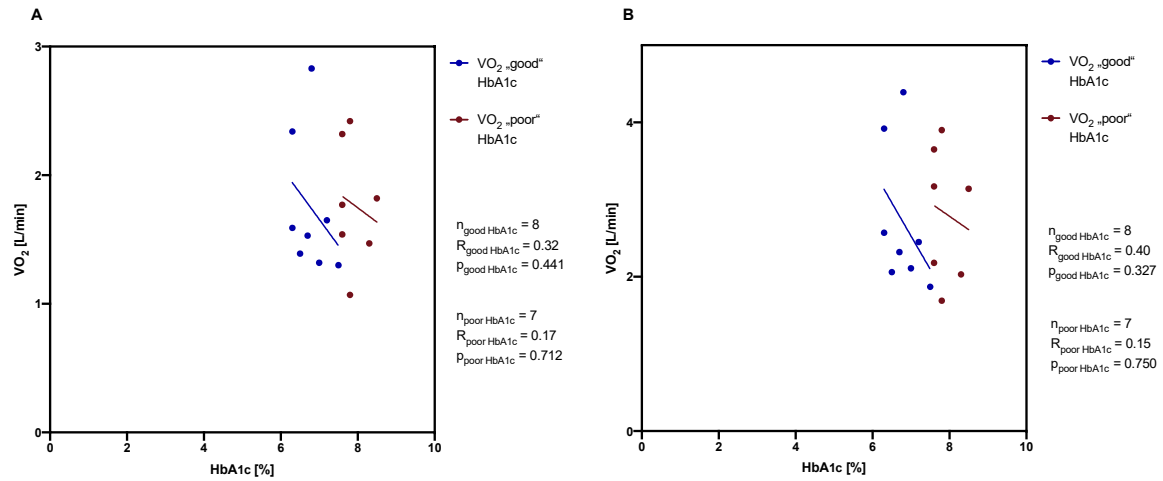 A
3
2
1
0
0 2 4 6 8 10
VO2 [L/min]
HbA1c [%]
VO2 „good“
HbA1c
VO2 „poor“
HbA1c
ngood HbA1c = 8
Rgood HbA1c = 0.32
pgood HbA1c = 0.441
npoor HbA1c = 7
Rpoor HbA1c = 0.17
ppoor HbA1c = 0.712
B
4
2
0
0 2 4 6 8 10
VO2 [L/min]
HbA1c [%]
VO2 „good“
HbA1c
VO2 „poor“
HbA1c
ngood HbA1c = 8
Rgood HbA1c = 0.40
pgood HbA1c = 0.327
npoor HbA1c = 7
Rpoor HbA1c = 0.15
ppoor HbA1c = 0.750